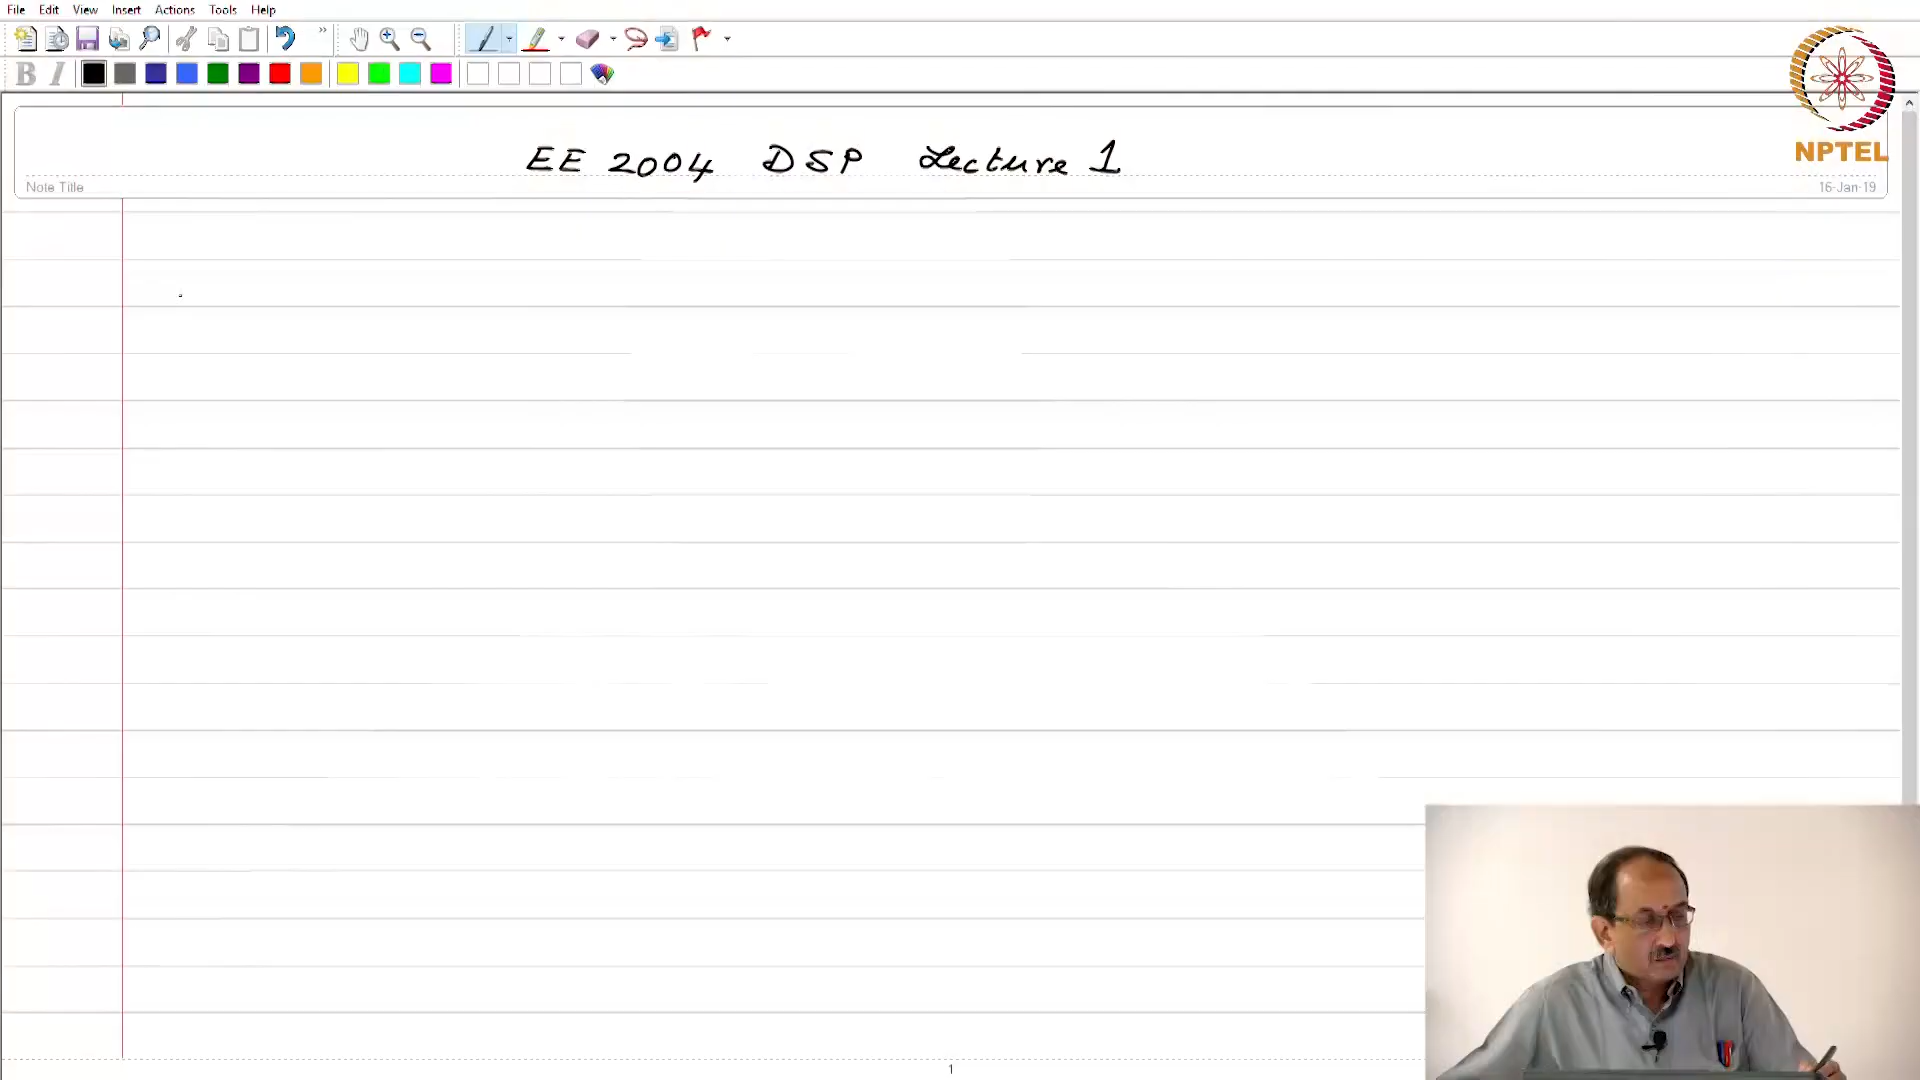 File Edit View Insert Actions Tools Help
B I
NPTEL
EE 2004 DSP Lecture 1
Note Title
16-Jan-19
1